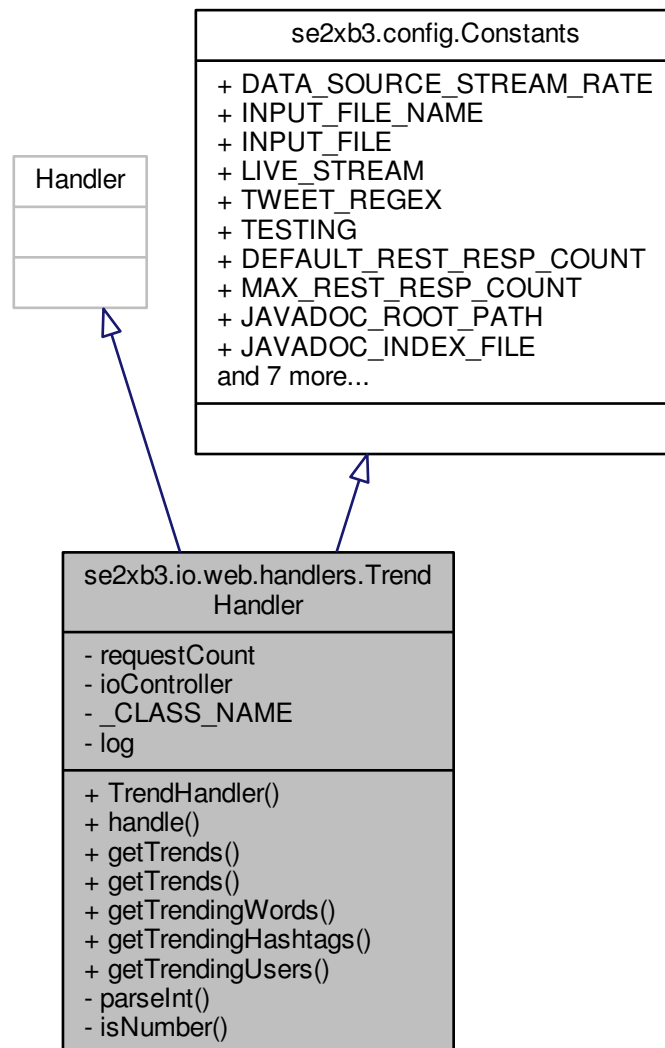 se2xb3.config.Constants
+ DATA_SOURCE_STREAM_RATE
+ INPUT_FILE_NAME
+ INPUT_FILE
+ LIVE_STREAM
+ TWEET_REGEX
+ TESTING
+ DEFAULT_REST_RESP_COUNT
+ MAX_REST_RESP_COUNT
+ JAVADOC_ROOT_PATH
+ JAVADOC_INDEX_FILE
and 7 more...
Handler
se2xb3.io.web.handlers.Trend
Handler
- requestCount
- ioController
- _CLASS_NAME
- log
+ TrendHandler()
+ handle()
+ getTrends()
+ getTrends()
+ getTrendingWords()
+ getTrendingHashtags()
+ getTrendingUsers()
- parseInt()
- isNumber()